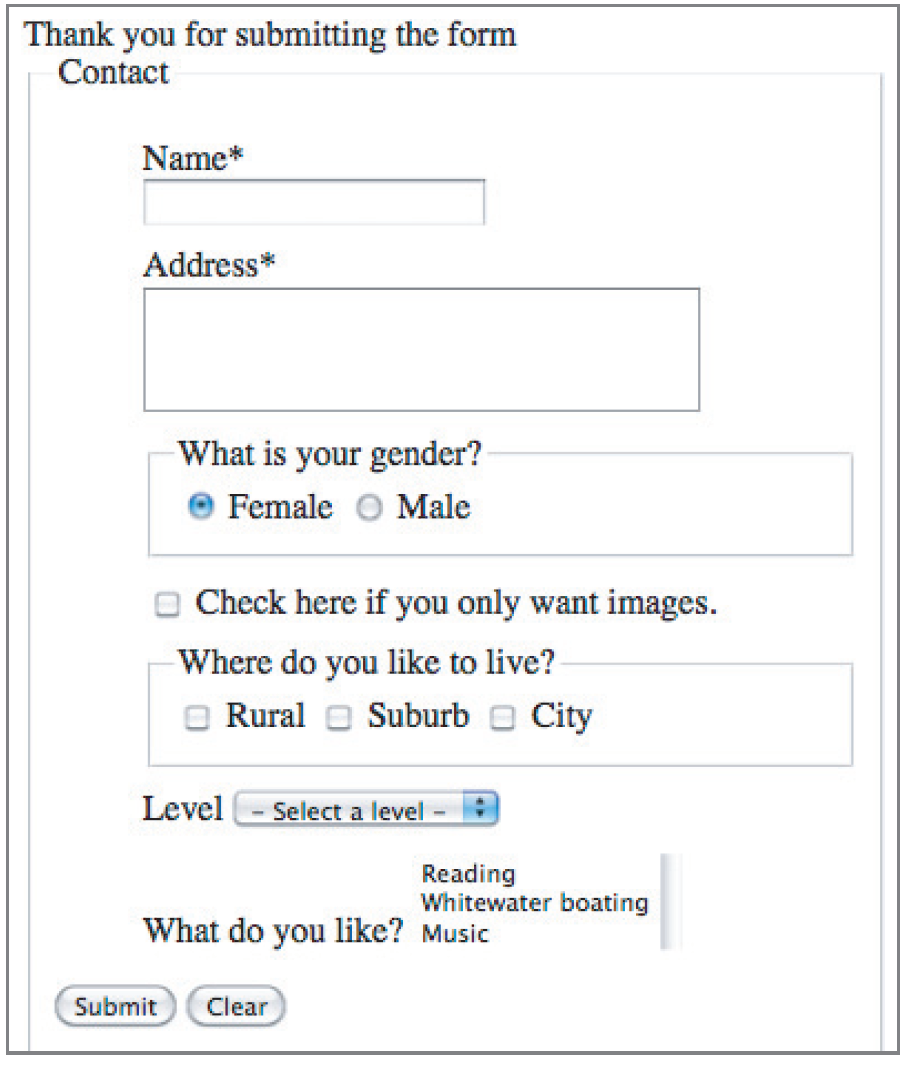 Thank you for submitting the form
Contact
Name*
Address*
What is your gender?
Female Male
Check here if you only want images.
Where do you like to live?
Rural Suburb City
Level – Select a level –
Reading
Whitewater boating
What do you like? Music
Submit Clear